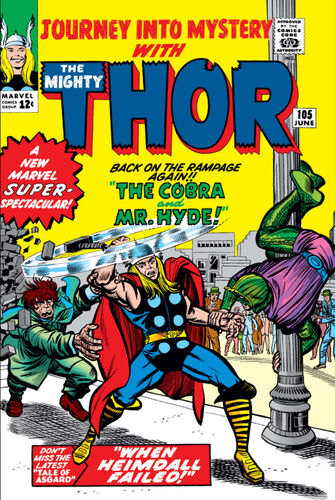 JOURNEY INTO MYSTERY
WITH
THE
MIGHTY
THOR
MARVEL
COMICS
GROUP
12¢
IND.
APPROVED
BY THE
COMICS
CODE
AUTHORITY
105
JUNE
A
NEW
MARVEL
SUPER-
SPECTACULAR!
BACK ON THE RAMPAGE
AGAIN!!
"THE COBRA
and
MR. HYDE!"
DON'T
MISS THE
LATEST
"TALE OF
ASGARD"
"WHEN
HEIMDALL
FAILED!"